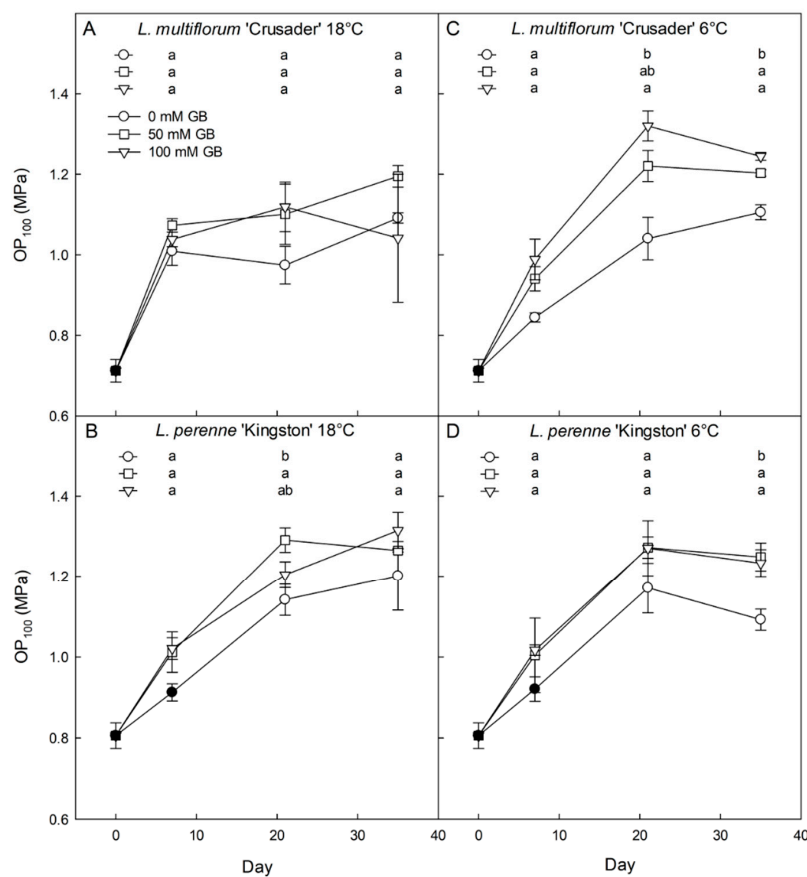 A L. multiflorum 'Crusader' 18°C
a a a
a a a
a a a
0 mM GB
50 mM GB
100 mM GB
OP100 (MPa)
1.4
1.2
1.0
0.8
0.6
C L. multiflorum 'Crusader' 6°C
a b b
a ab a
a a a
B L. perenne 'Kingston' 18°C
a b a
a a a
a ab a
OP100 (MPa)
1.4
1.2
1.0
0.8
0.6
0 10 20 30 40
Day
D L. perenne 'Kingston' 6°C
a a b
a a a
a a a
0 10 20 30 40
Day